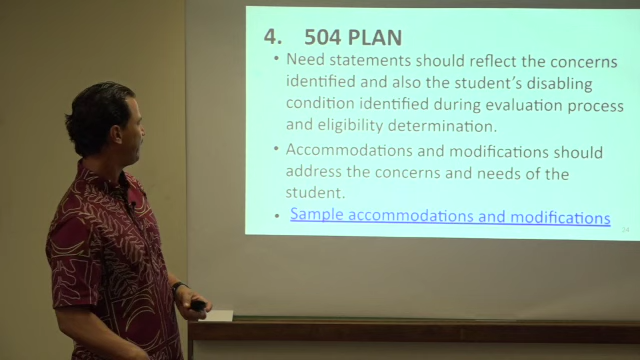 4. 504 PLAN
• Need statements should reflect the concerns
identified and also the student's disabling
condition identified during evaluation process
and eligibility determination.
• Accommodations and modifications should
address the concerns and needs of the
student.
• Sample accommodations and modifications
24